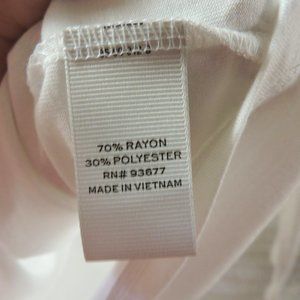 70% RAYON
30% POLYESTER
RN# 93677
MADE IN VIETNAM